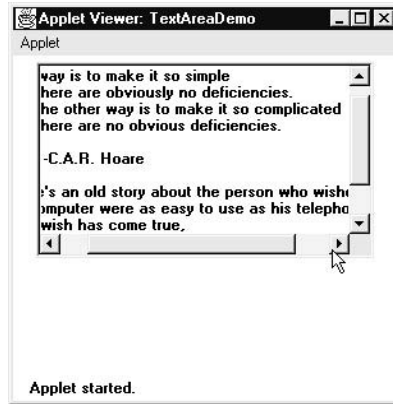 Applet Viewer: TextAreaDemo
Applet
way is to make it so simple
here are obviously no deficiencies.
he other way is to make it so complicated
here are no obvious deficiencies.
-C.A.R. Hoare
's an old story about the person who wishe
omputer were as easy to use as his telepho
wish has come true,
Applet started.